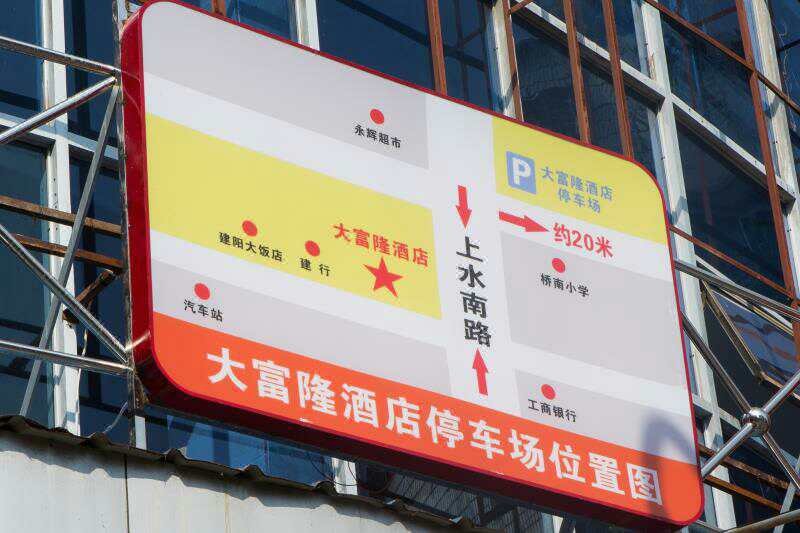 永辉超市
P
大富隆酒店
停车场
约20米
大富隆酒店
建阳大饭店
建行
上水南路
桥南小学
汽车站
工商银行
大富隆酒店停车场位置图